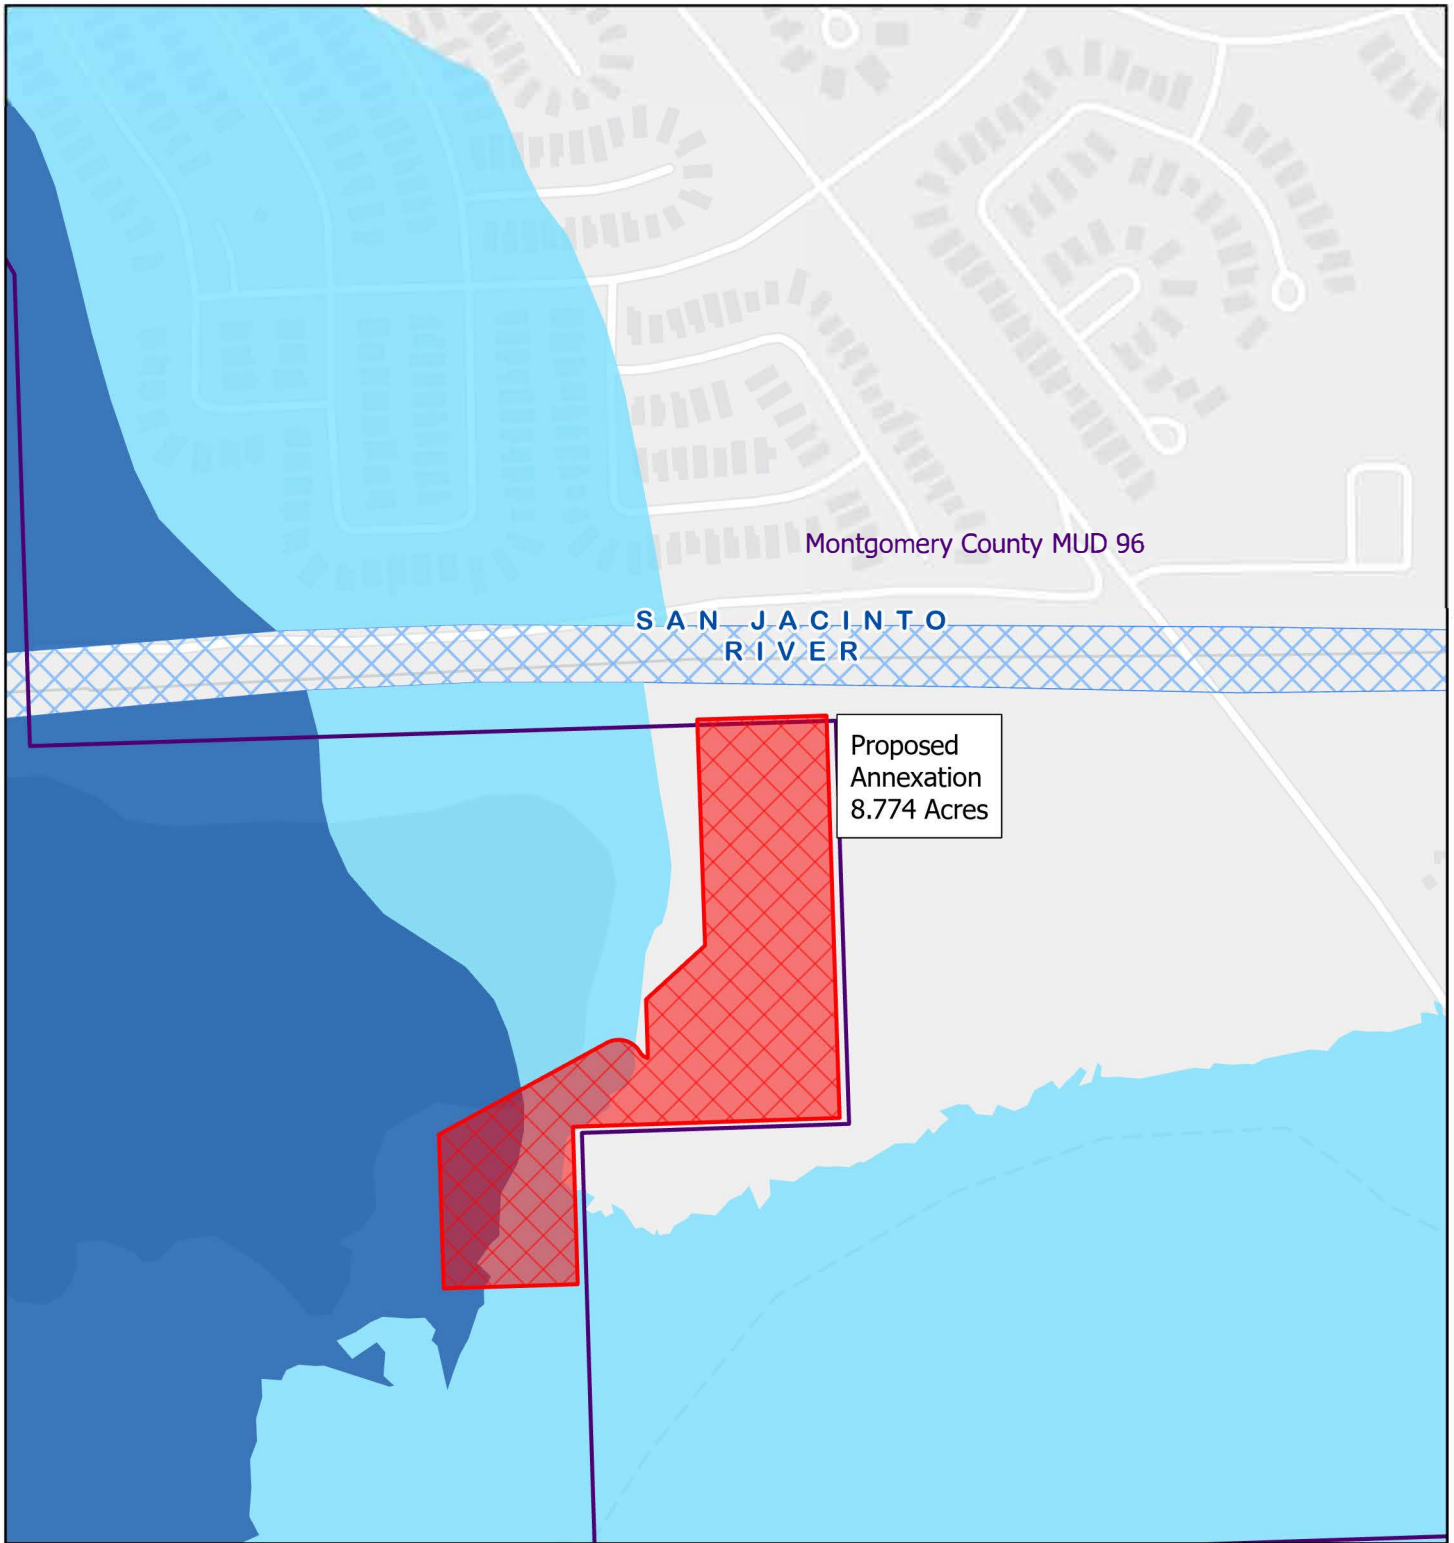 Montgomery County MUD 96
SAN JACINTO
RIVER
Proposed
Annexation
8.774 Acres